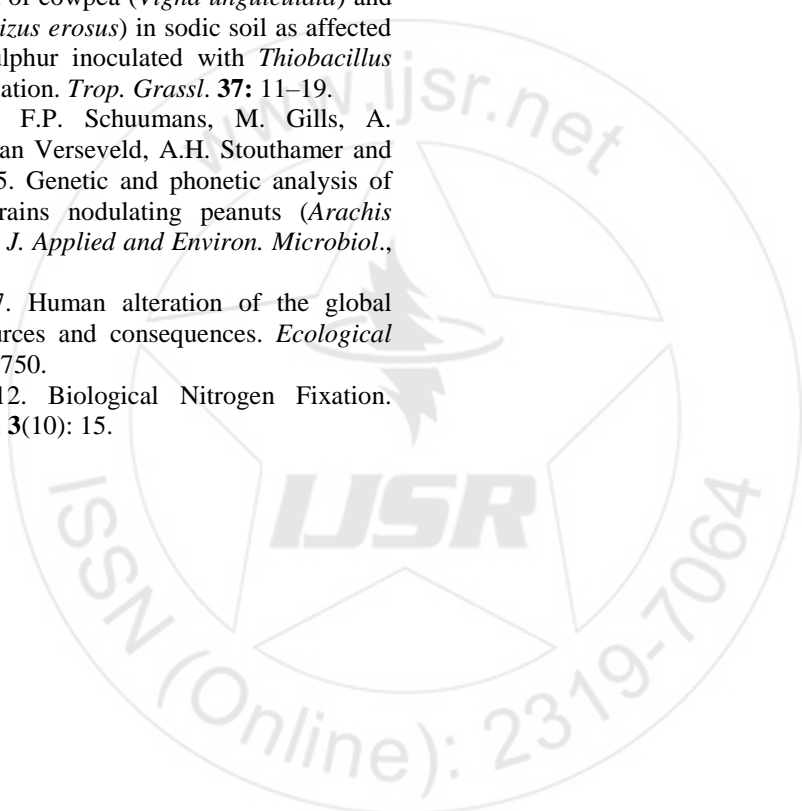 of cowpea (Vigna unguiculata) and
izus erosus) in sodic soil as affected
ulphur inoculated with Thiobacillus
ation. Trop. Grassl. 37: 11–19.
F.P. Schuumans, M. Gills, A.
an Verseveld, A.H. Stouthamer and
5. Genetic and phonetic analysis of
rains nodulating peanuts (Arachis
J. Applied and Environ. Microbiol.,
7. Human alteration of the global
urces and consequences. Ecological
750.
12. Biological Nitrogen Fixation.
3(10): 15.
www.ijsr.net
IJSR
ISSN (Online): 2319-7064